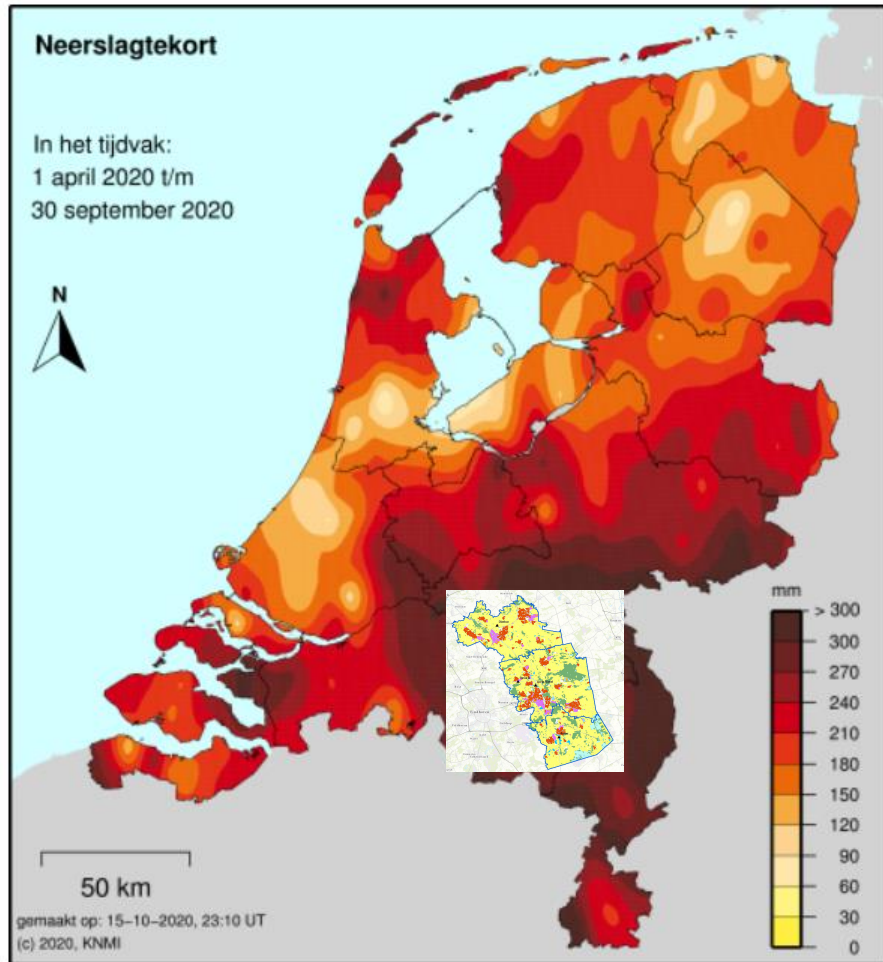 Neerslagtekort
In het tijdvak:
1 april 2020 t/m
30 september 2020
N
mm
> 300
300
270
240
210
180
150
120
90
60
30
0
50 km
gemaakt op: 15-10-2020, 23:10 UT
(c) 2020, KNMI